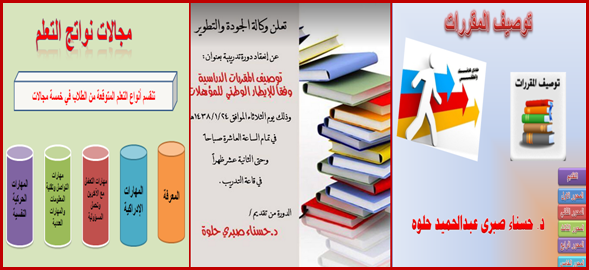 توصيف المقررات
توصيف المقررات
د. حسناء صبرى عبدالحميد حلوه
تعلن وكالة الجودة والتطوير
عن إنعقاد دورة تدريبية بعنوان:
توصيف المقررات الدراسية
وفقاً للإطار الوطني للمؤهلات
وذلك يوم الثلاثاء الموافق ١٤٣٨/١/٢٤هـ
في تمام الساعة العاشرة صباحاً
وحتى الثانية عشر ظهراً
في قاعة التدريب.
الدورة من تقديم /
د.حسناء صبري حلوة
مجالات نواتج التعلم
تنقسم أنواع التعلم المتوقعة من الطلاب في خمسة مجالات
المعرفة
المهارات
الإدراكية
مهارات التعامل
مع الآخرين
وتحمل
المسؤولية
مهارات
التواصل وتقنية
المعلومات
والمهارات
العددية
المهارات
الحركية
النفسية